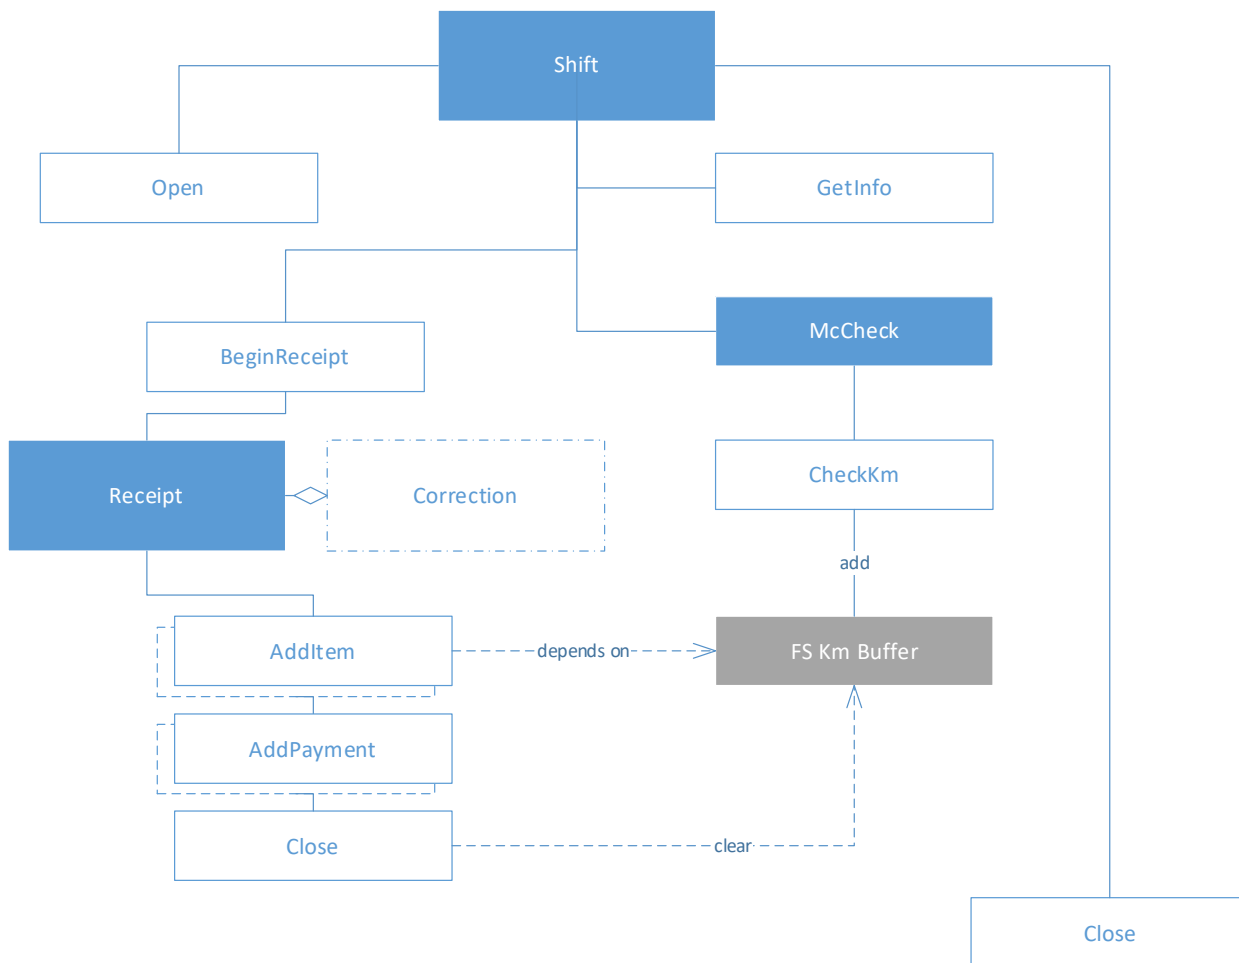 Shift
Open
GetInfo
BeginReceipt
McCheck
Receipt
Correction
CheckKm
add
AddItem
depends on
FS Km Buffer
AddPayment
Close
clear
Close